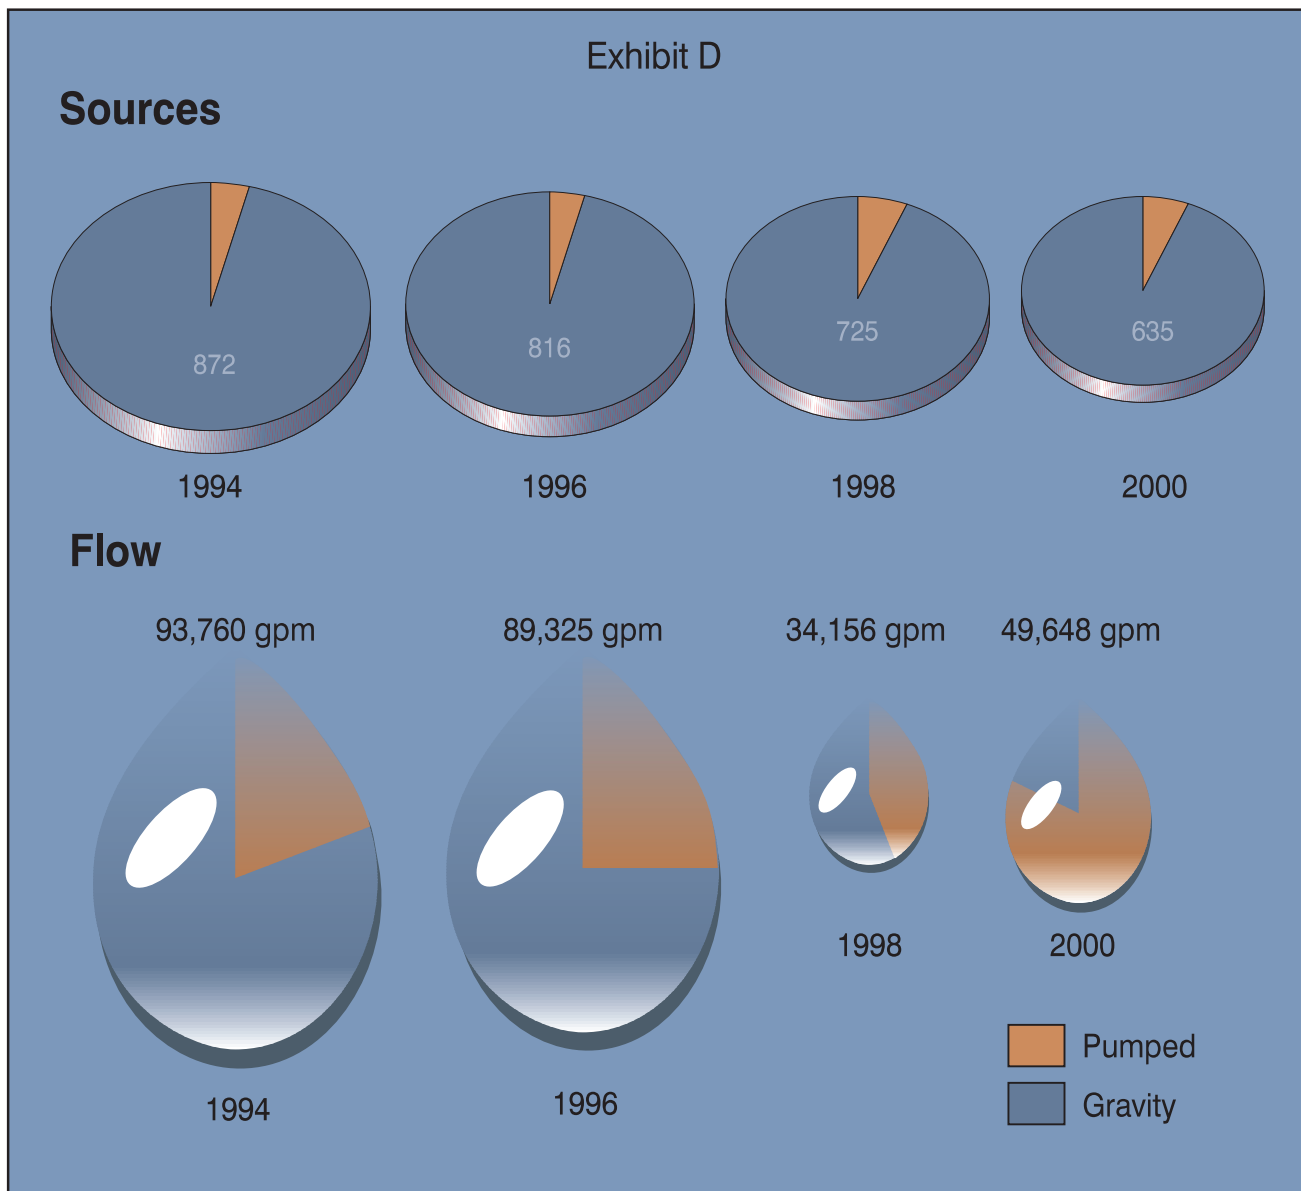 Exhibit D
Sources
872
816
725
635
1994
1996
1998
2000
Flow
93,760 gpm
89,325 gpm
34,156 gpm
49,648 gpm
1998
2000
Pumped
Gravity
1994
1996